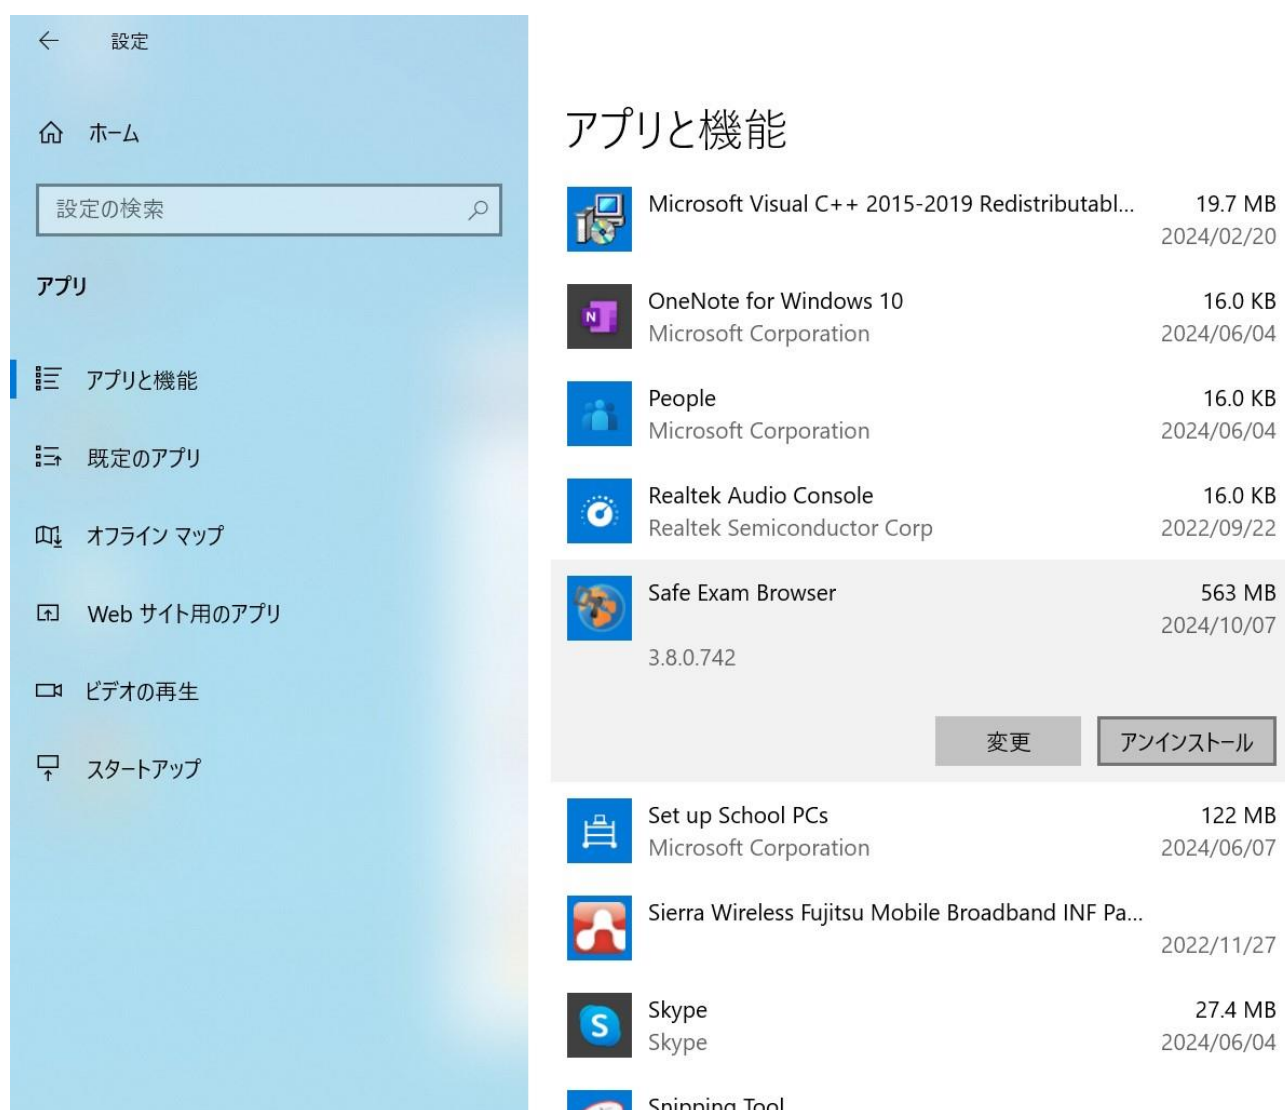 設定
ホーム
設定の検索
アプリ
アプリと機能
既定のアプリ
オフライン マップ
Web サイト用のアプリ
ビデオの再生
スタートアップ
アプリと機能
Microsoft Visual C++ 2015-2019 Redistributabl... 19.7 MB
2024/02/20
OneNote for Windows 10 16.0 KB
Microsoft Corporation 2024/06/04
People 16.0 KB
Microsoft Corporation 2024/06/04
Realtek Audio Console 16.0 KB
Realtek Semiconductor Corp 2022/09/22
Safe Exam Browser 563 MB
2024/10/07
3.8.0.742
変更 アンインストール
Set up School PCs 122 MB
Microsoft Corporation 2024/06/07
Sierra Wireless Fujitsu Mobile Broadband INF Pa...
2022/11/27
Skype 27.4 MB
Skype 2024/06/04
Snipping Tool